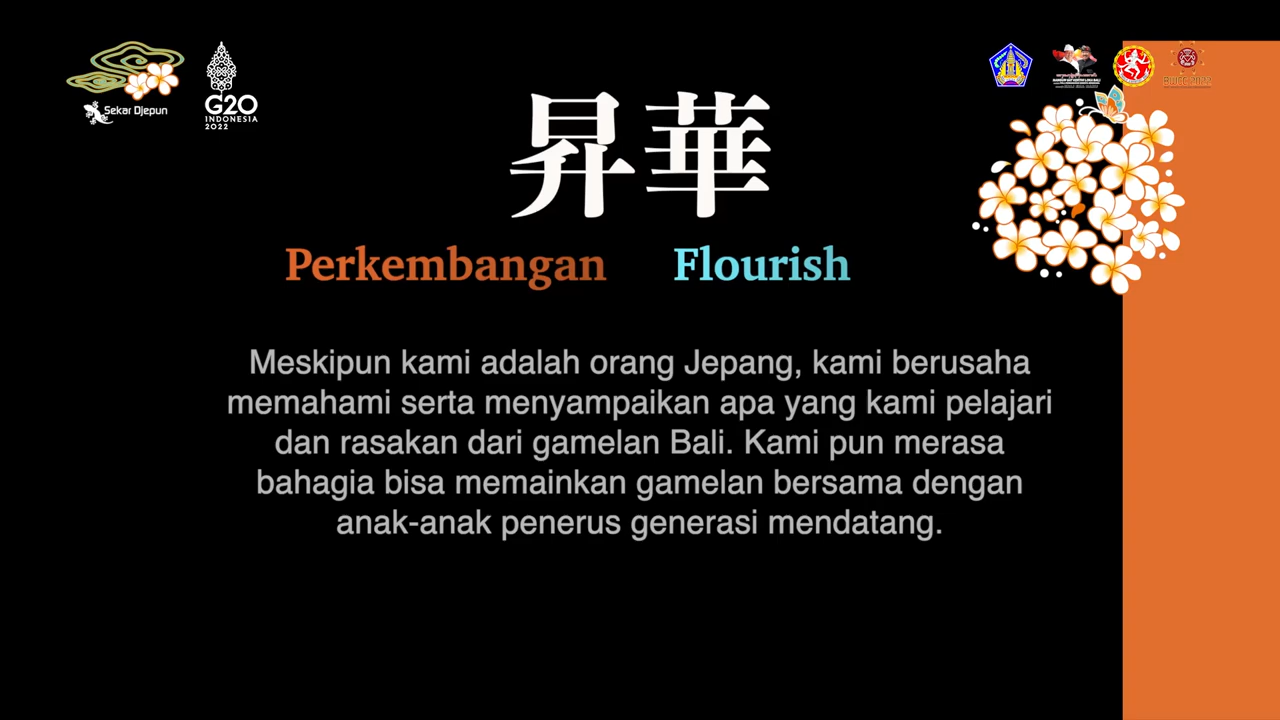 Sekar Djepun
G20
INDONESIA
2022
BWCC 2022
昇華
Perkembangan Flourish
Meskipun kami adalah orang Jepang, kami berusaha
memahami serta menyampaikan apa yang kami pelajari
dan rasakan dari gamelan Bali. Kami pun merasa
bahagia bisa memainkan gamelan bersama dengan
anak-anak penerus generasi mendatang.